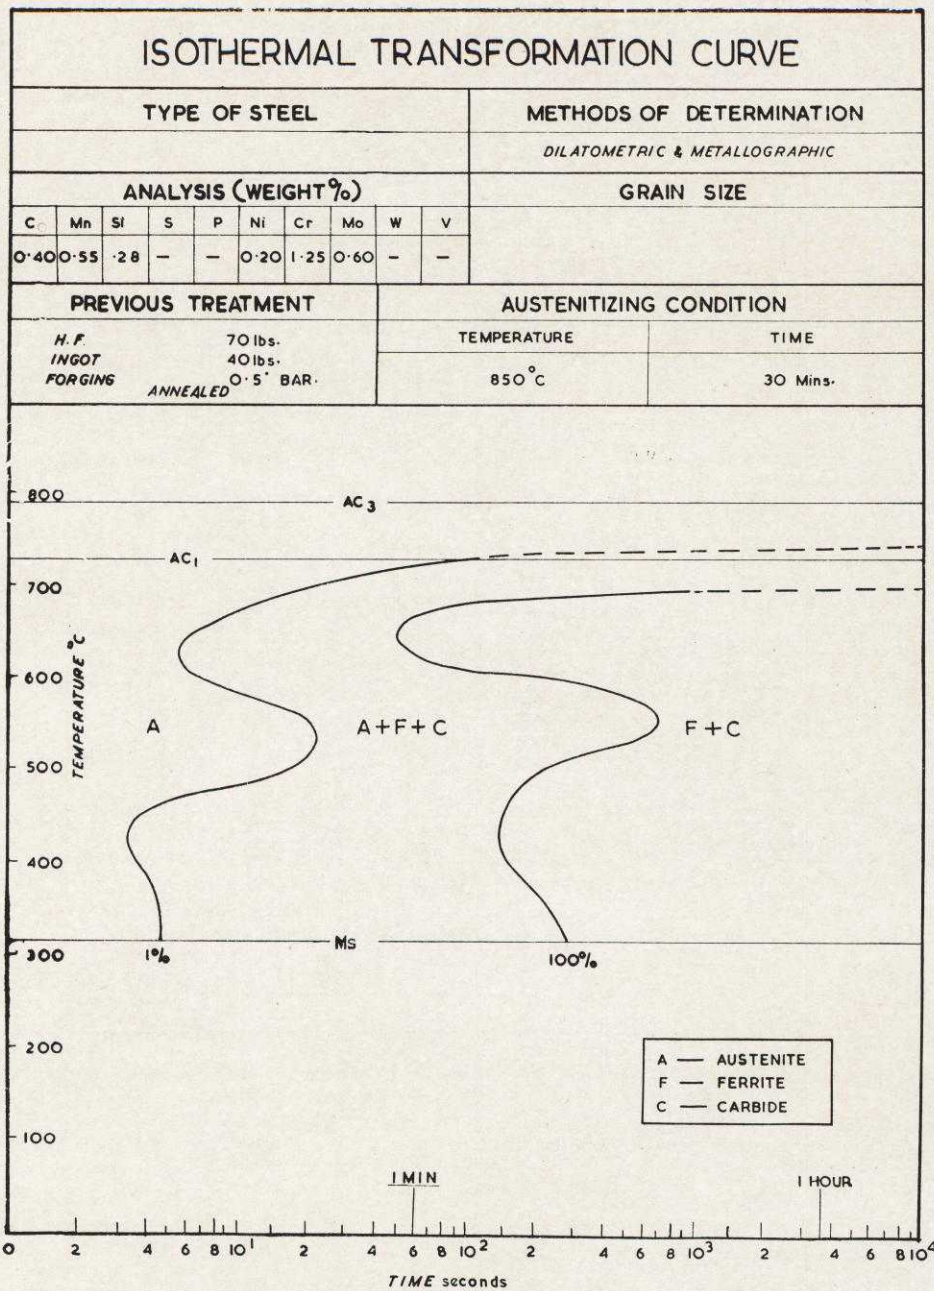 ISOTHERMAL TRANSFORMATION CURVE
TYPE OF STEEL
METHODS OF DETERMINATION
DILATOMETRIC & METALLOGRAPHIC
ANALYSIS (WEIGHT%)
GRAIN SIZE
C Mn SI S P Ni Cr Mo W V
0·40 0·55 ·28 — — 0·20 1·25 0·60 — —
PREVIOUS TREATMENT
AUSTENITIZING CONDITION
H.F. 70 lbs.
INGOT 40 lbs.
FORGING 0·5" BAR.
ANNEALED
TEMPERATURE TIME
850°C 30 Mins.
800
AC3
AC1
700
600
500
400
300
200
100
TEMPERATURE °C
A A+F+C F+C
Ms
1% 100%
A — AUSTENITE
F — FERRITE
C — CARBIDE
1 MIN
1 HOUR
0 2 4 6 8 10¹ 2 4 6 8 10² 2 4 6 8 10³ 2 4 6 8 10⁴
TIME seconds